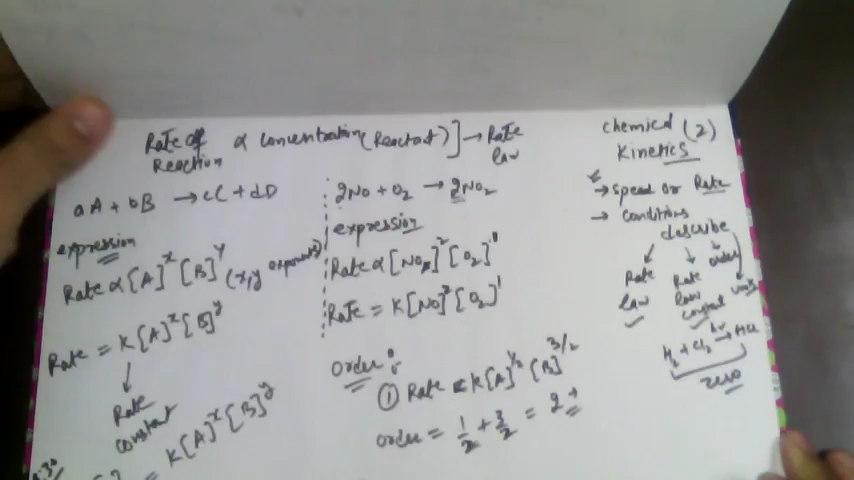 Rate of Reaction α concentration (Reactant)] → Rate law
aA + bB → cC + dD
expression
Rate α [A]^x [B]^y (x,y exponents)
Rate = K[A]^x [B]^y
↓
Rate
constant
= K[A]^x [B]^y
2NO + O₂ → 2NO₂
expression
Rate α [NO]² [O₂]¹
Rate = K[NO]² [O₂]¹
Order :
① Rate = K[A]^1/2 [B]^3/2
Order = 1/2 + 3/2 = 2
chemical (2)
Kinetics
→ speed or Rate
→ conditions
describe
Rate law
Rate law constant
order
units
H₂ + Cl₂ →hv HCl
zero